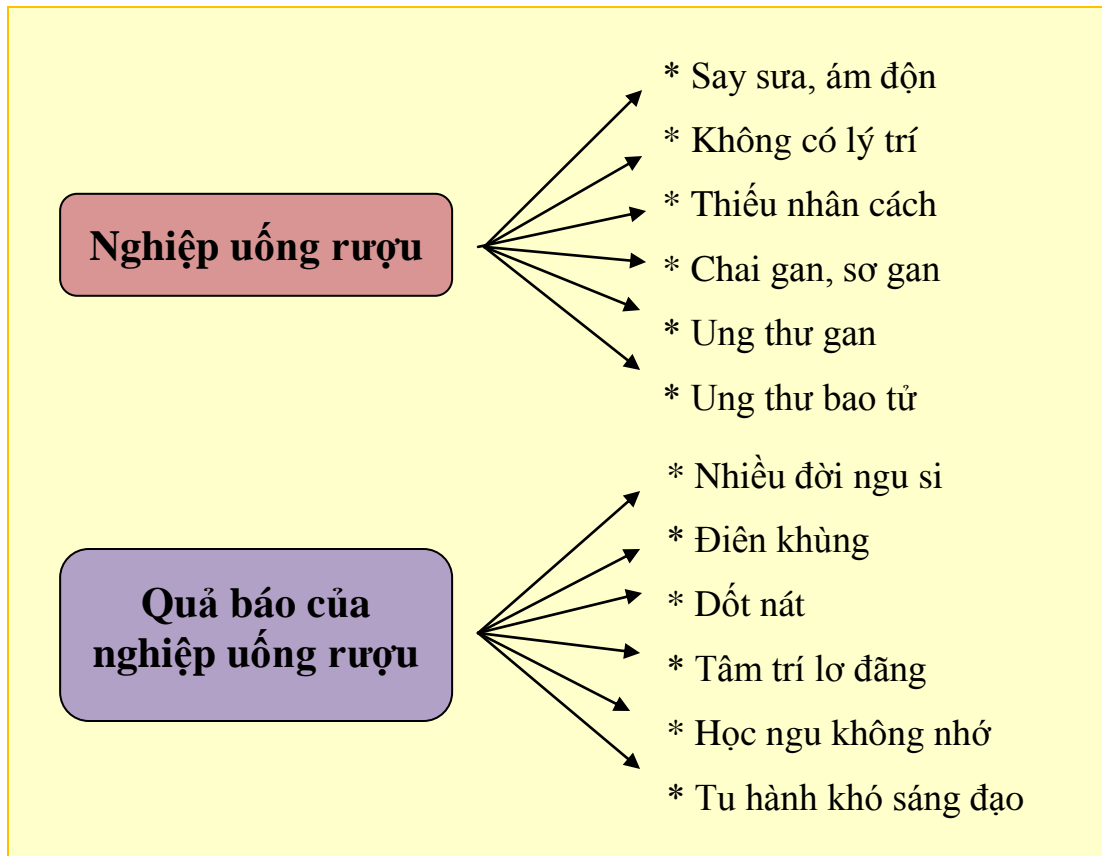 * Say sưa, ám độn
* Không có lý trí
* Thiếu nhân cách
Nghiệp uống rượu
* Chai gan, sơ gan
* Ung thư gan
* Ung thư bao tử
* Nhiều đời ngu si
* Điên khùng
* Dốt nát
Quả báo của
nghiệp uống rượu
* Tâm trí lơ đãng
* Học ngu không nhớ
* Tu hành khó sáng đạo